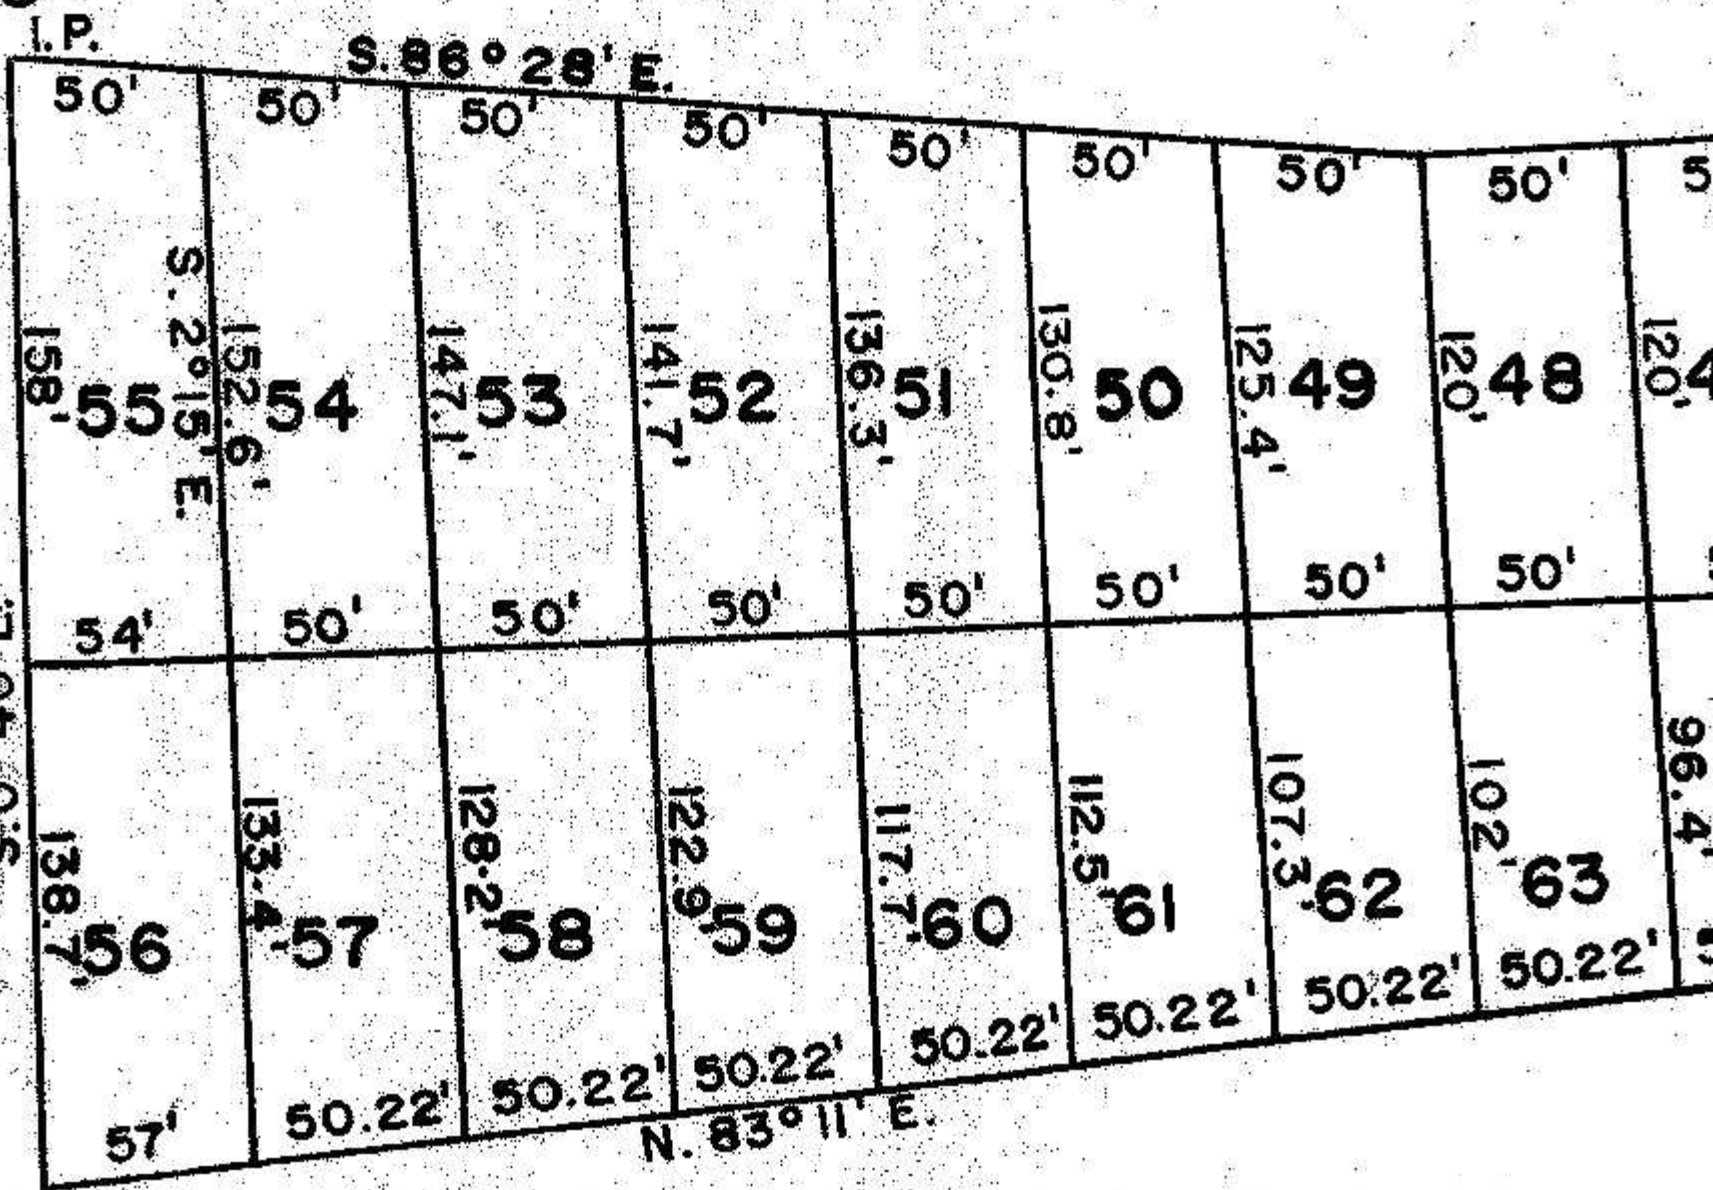 I.P.
S. 86° 28' E.
50' 50' 50' 50' 50' 50' 50' 50'
S. 2° 15' E.
158' 152.6' 147.1' 141.7' 136.3' 130.8' 125.4' 120' 120'
55 54 53 52 51 50 49 48
54' 50' 50' 50' 50' 50' 50' 50'
138.7' 133.4' 128.2' 122.9' 117.7' 112.5' 107.3' 102' 96.4'
56 57 58 59 60 61 62 63
57' 50.22' 50.22' 50.22' 50.22' 50.22' 50.22' 50.22'
N. 83° 11' E.